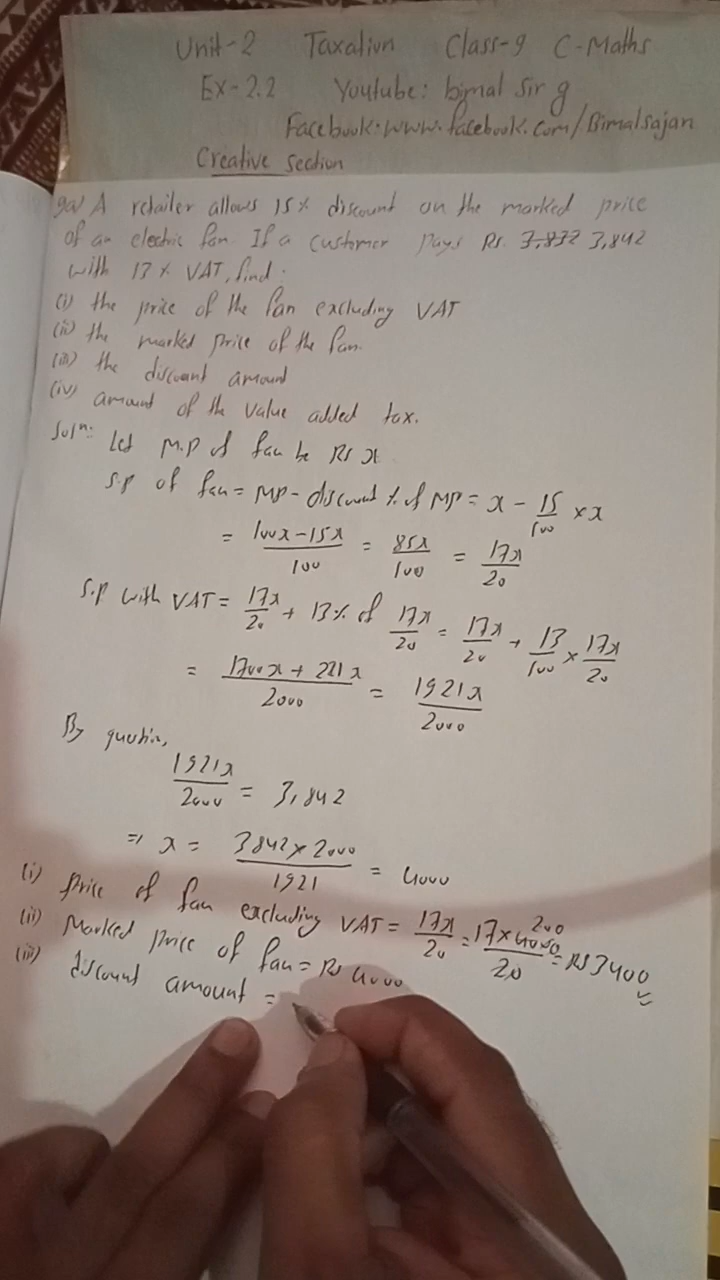 Unit-2 Taxation Class-9 C-Maths
Ex-2.2 Youtube: bimal sir g
Facebook: www.facebook.com/Bimalsajan
Creative section
9a) A retailer allows 15% discount on the marked price
of an electric fan. If a customer pays Rs. 3,842
with 13% VAT, find.
(i) the price of the fan excluding VAT
(ii) the marked price of the fan.
(iii) the discount amount
(iv) amount of the value added tax.
Solⁿ: Let M.P of fan be Rs x
S.P of fan = MP - discount % of MP = x - 15/100 × x
= 100x-15x/100 = 85x/100 = 17x/20
S.P with VAT = 17x/20 + 13% of 17x/20 = 17x/20 + 13/100 × 17x/20
= 1700x + 221x/2000 = 1921x/2000
By question,
1921x/2000 = 3,842
⇒ x = 3842×2000/1921 = 4000
(i) Price of fan excluding VAT = 17x/20 = 17×4000/20 = Rs 3400
(ii) Marked price of fan = Rs 4000
(iii) discount amount =